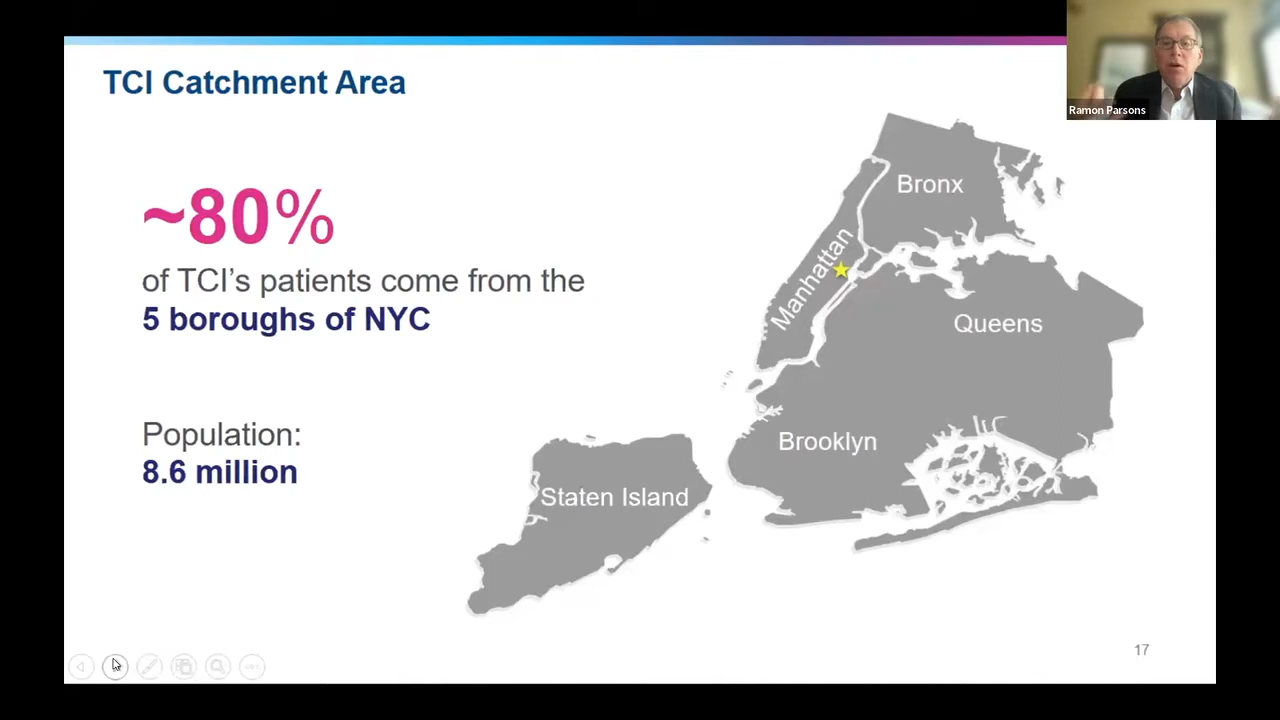 TCI Catchment Area
Ramon Parsons
~80%
of TCI's patients come from the
5 boroughs of NYC
Population:
8.6 million
Bronx
Manhattan
Queens
Brooklyn
Staten Island
17